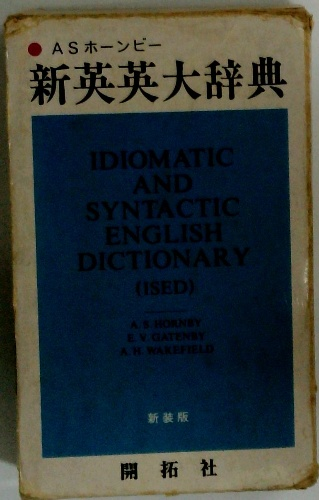 ASホーンビー
新英英大辞典
IDIOMATIC
AND
SYNTACTIC
ENGLISH
DICTIONARY
(ISED)
A. S. HORNBY
E. V. GATENBY
A. H. WAKEFIELD
新装版
開拓社